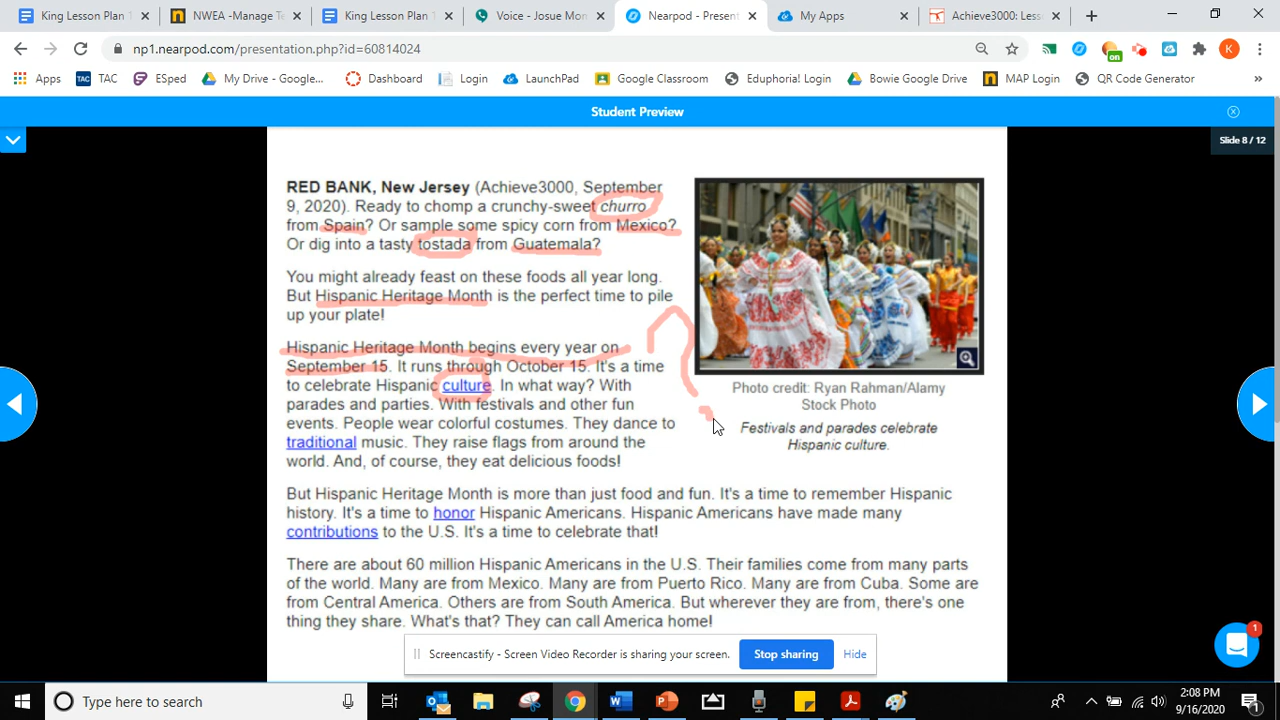 King Lesson Plan T
NWEA -Manage Te
King Lesson Plan T
Voice - Josue Mon
Nearpod - Present
My Apps
Achieve3000: Less
np1.nearpod.com/presentation.php?id=60814024
K
on
Apps
TAC
TAC
ESped
My Drive - Google...
Dashboard
Login
LaunchPad
Google Classroom
Eduphoria! Login
Bowie Google Drive
MAP Login
QR Code Generator
»
Student Preview
Slide 8 / 12
RED BANK, New Jersey (Achieve3000, September
9, 2020). Ready to chomp a crunchy-sweet churro
from Spain? Or sample some spicy corn from Mexico?
Or dig into a tasty tostada from Guatemala?
You might already feast on these foods all year long.
But Hispanic Heritage Month is the perfect time to pile
up your plate!
Hispanic Heritage Month begins every year on
September 15. It runs through October 15. It's a time
to celebrate Hispanic culture. In what way? With
parades and parties. With festivals and other fun
events. People wear colorful costumes. They dance to
traditional music. They raise flags from around the
world. And, of course, they eat delicious foods!
Photo credit: Ryan Rahman/Alamy
Stock Photo
Festivals and parades celebrate
Hispanic culture.
?
But Hispanic Heritage Month is more than just food and fun. It's a time to remember Hispanic
history. It's a time to honor Hispanic Americans. Hispanic Americans have made many
contributions to the U.S. It's a time to celebrate that!
There are about 60 million Hispanic Americans in the U.S. Their families come from many parts
of the world. Many are from Mexico. Many are from Puerto Rico. Many are from Cuba. Some are
from Central America. Others are from South America. But wherever they are from, there's one
thing they share. What's that? They can call America home!
Screencastify - Screen Video Recorder is sharing your screen.
Stop sharing
Hide
1
Type here to search
2:08 PM
9/16/2020
1